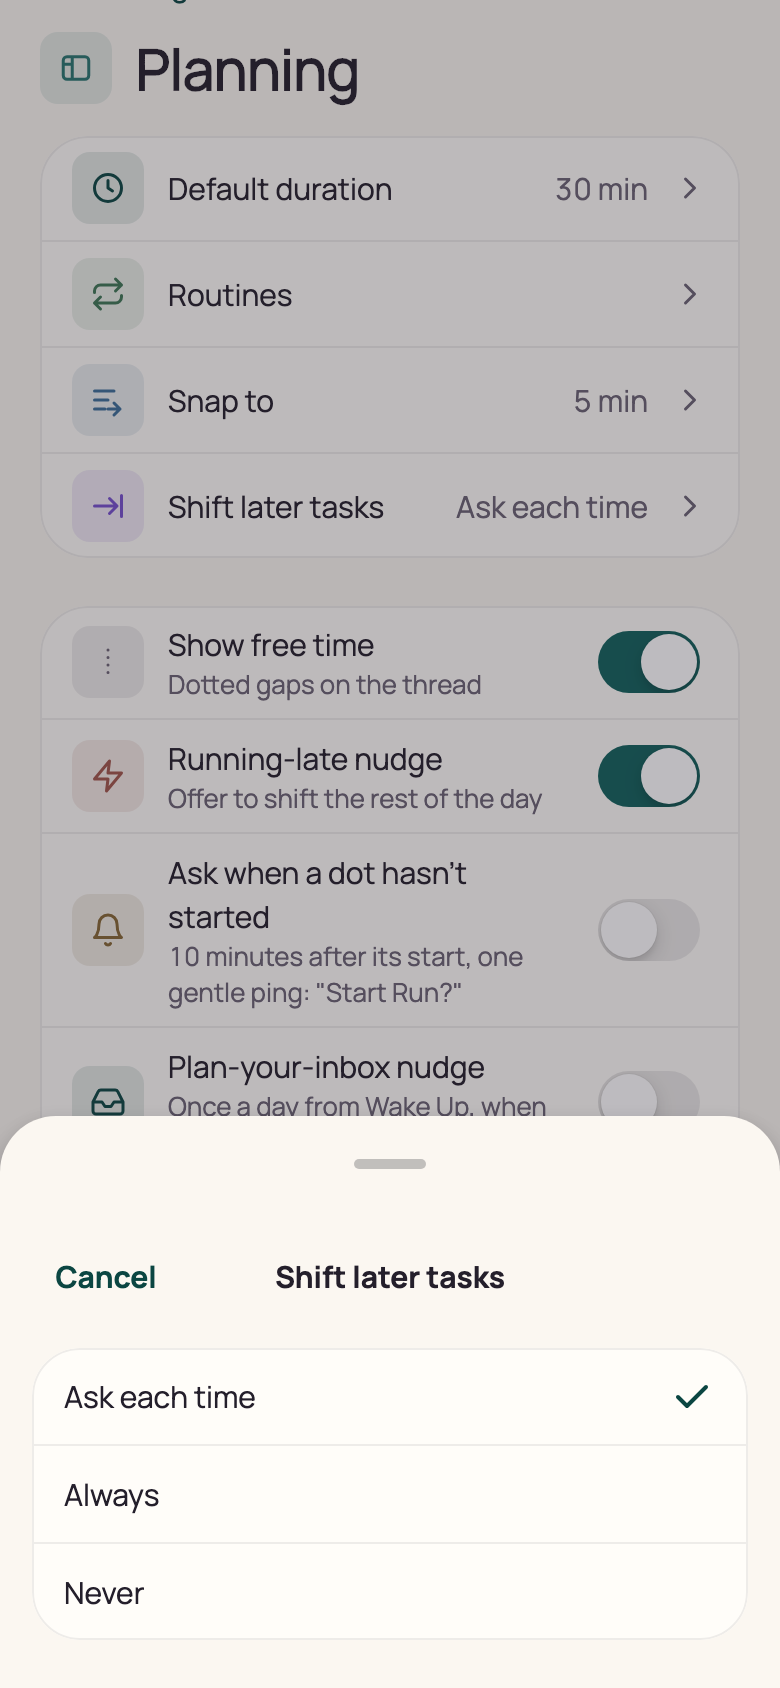 Planning
Default duration 30 min
Routines
Snap to 5 min
Shift later tasks Ask each time
Show free time
Dotted gaps on the thread
Running-late nudge
Offer to shift the rest of the day
Ask when a dot hasn’t
started
10 minutes after its start, one
gentle ping: "Start Run?"
Plan-your-inbox nudge
Once a day from Wake Up, when
Cancel Shift later tasks
Ask each time
Always
Never